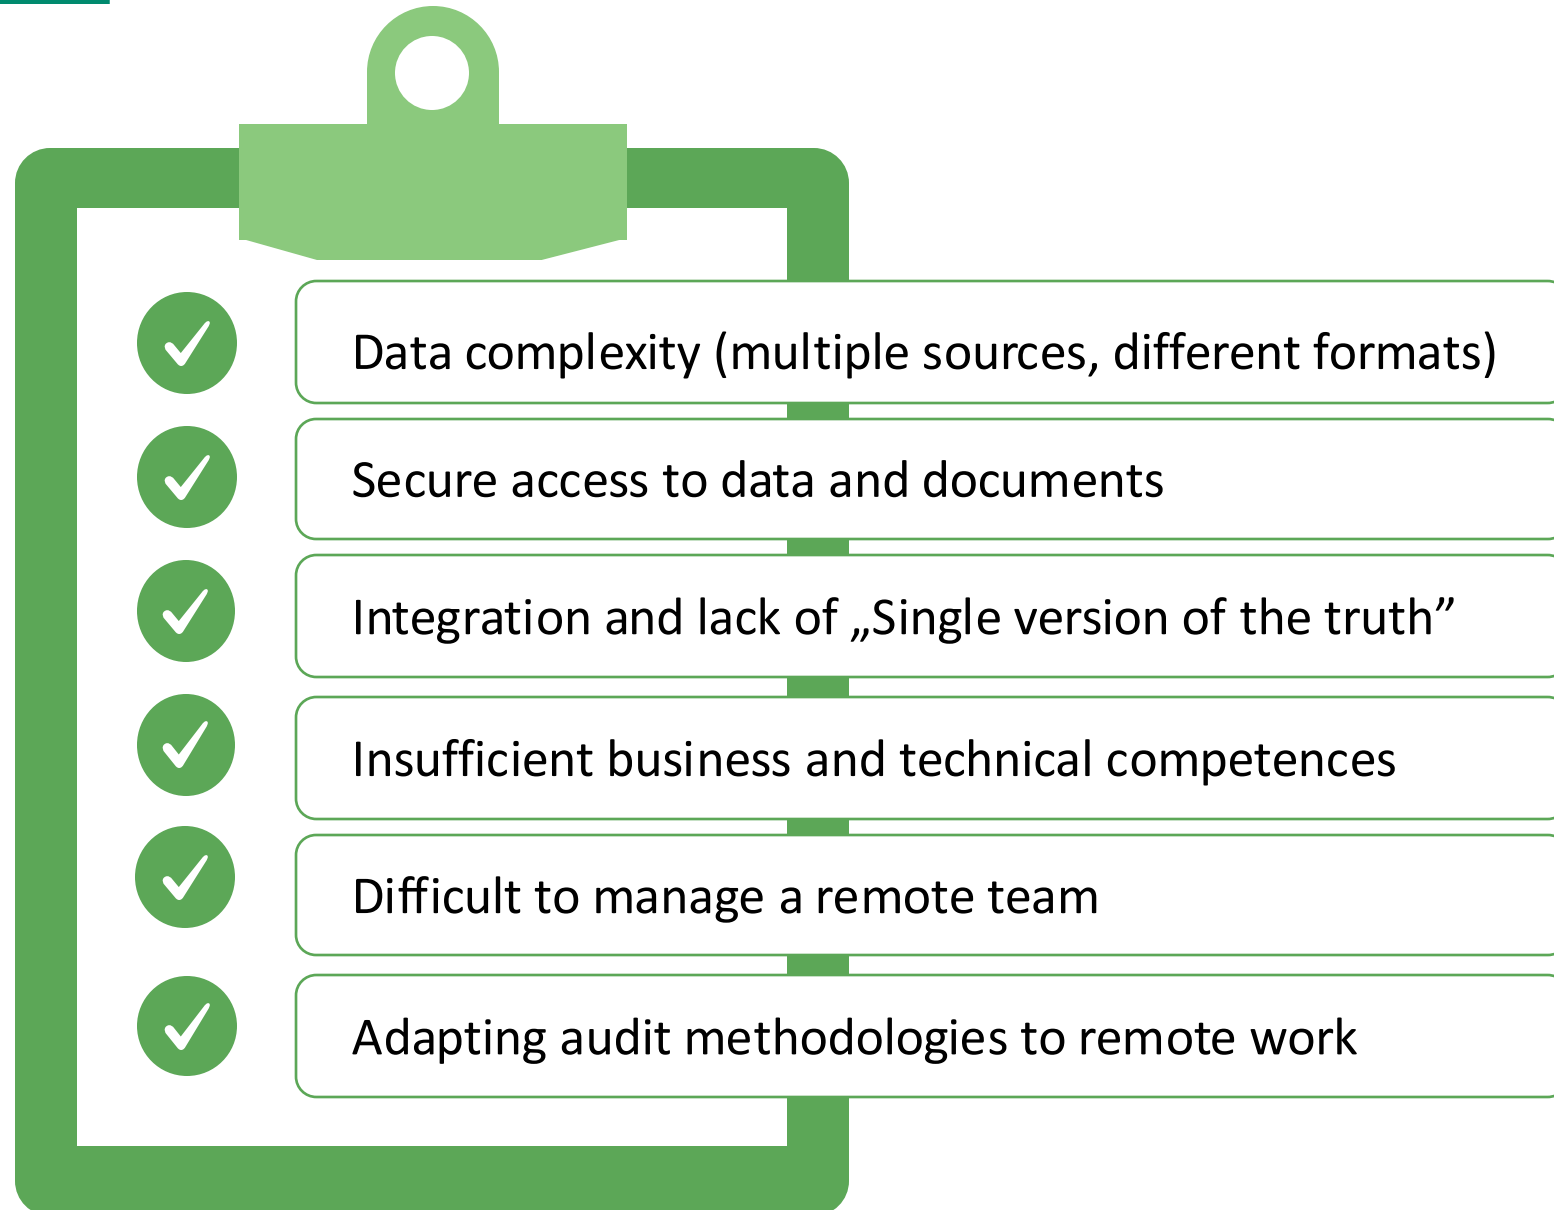 Data complexity (multiple sources, different formats)
Secure access to data and documents
Integration and lack of „Single version of the truth”
Insufficient business and technical competences
Difficult to manage a remote team
Adapting audit methodologies to remote work